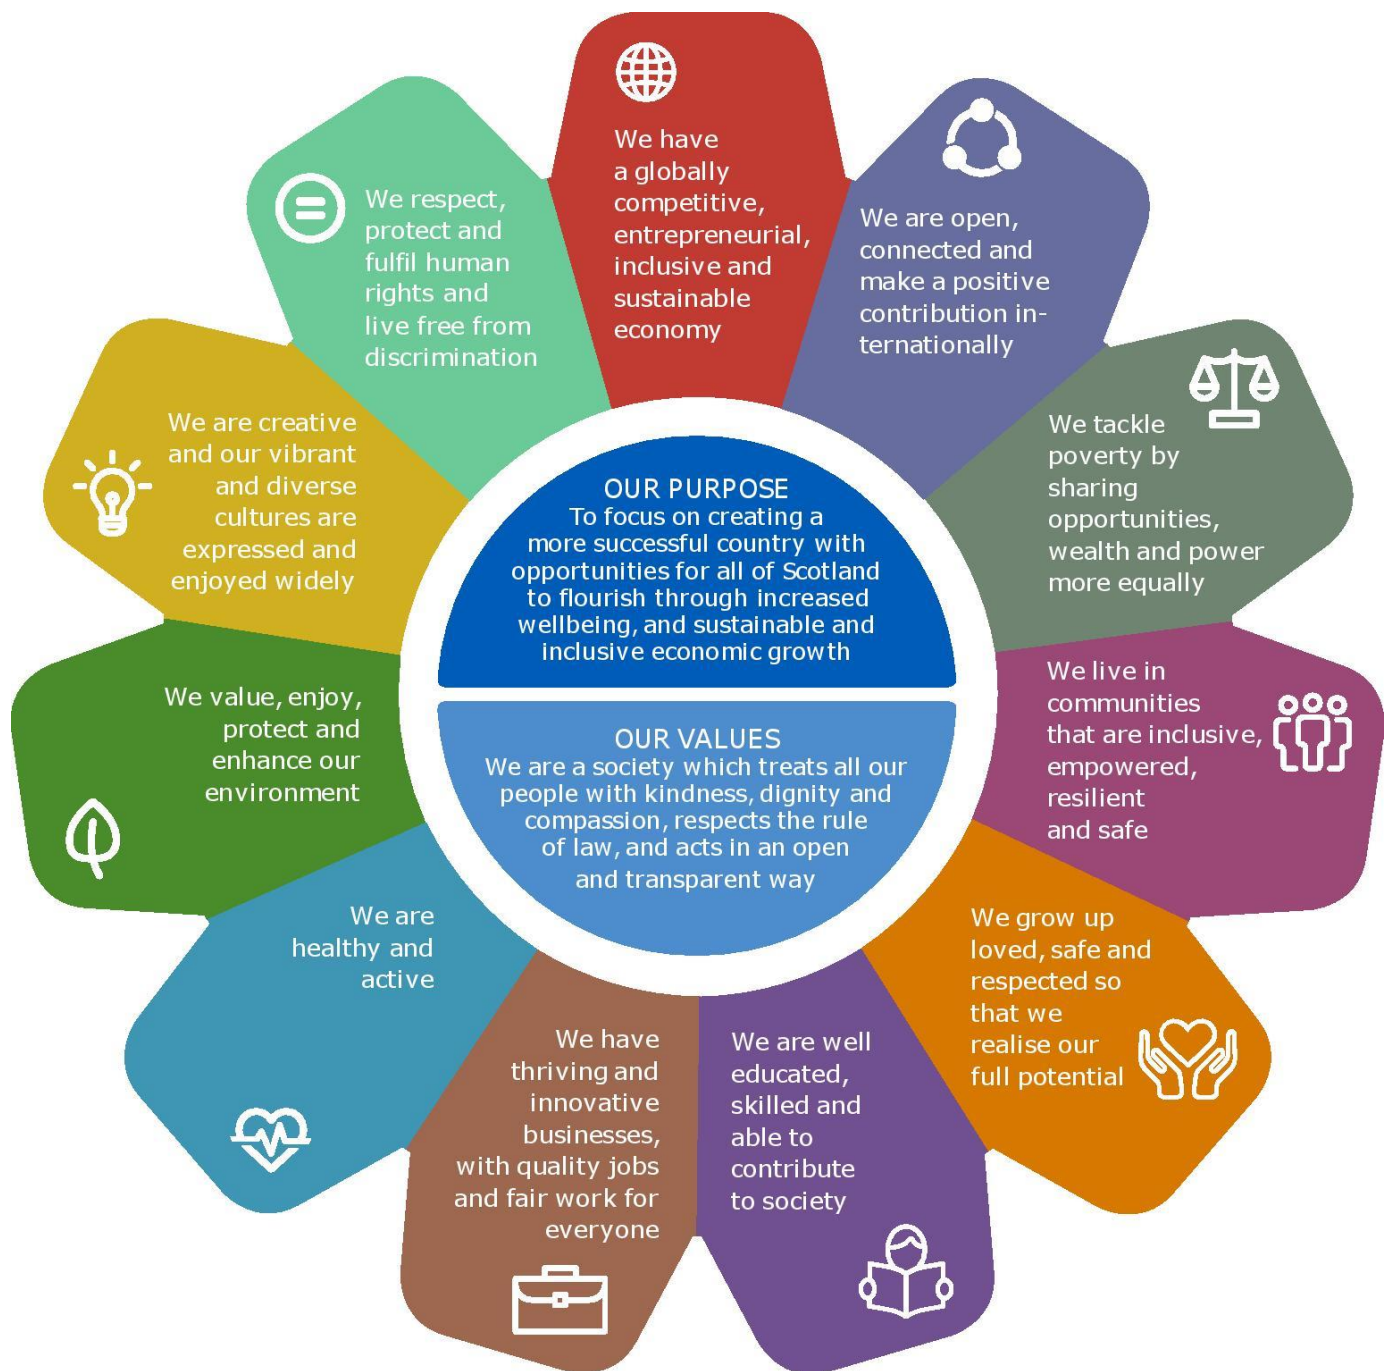 We have
a globally
competitive,
entrepreneurial,
inclusive and
sustainable
economy
We are open,
connected and
make a positive
contribution in-
ternationally
We tackle
poverty by
sharing
opportunities,
wealth and power
more equally
We live in
communities
that are inclusive,
empowered,
resilient
and safe
We grow up
loved, safe and
respected so
that we
realise our
full potential
We are well
educated,
skilled and
able to
contribute
to society
We have
thriving and
innovative
businesses,
with quality jobs
and fair work for
everyone
We are
healthy and
active
We value, enjoy,
protect and
enhance our
environment
We are creative
and our vibrant
and diverse
cultures are
expressed and
enjoyed widely
We respect,
protect and
fulfil human
rights and
live free from
discrimination
OUR PURPOSE
To focus on creating a
more successful country with
opportunities for all of Scotland
to flourish through increased
wellbeing, and sustainable and
inclusive economic growth
OUR VALUES
We are a society which treats all our
people with kindness, dignity and
compassion, respects the rule
of law, and acts in an open
and transparent way